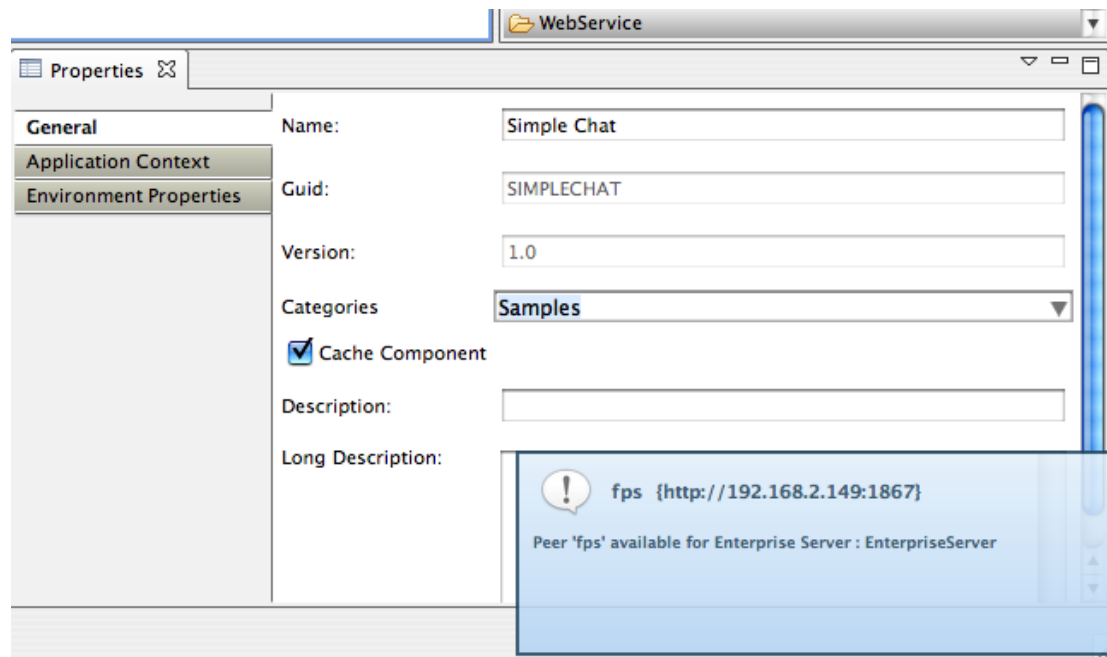 WebService
Properties
General
Name: Simple Chat
Application Context
Guid: SIMPLECHAT
Environment Properties
Version: 1.0
Categories Samples
Cache Component
Description:
Long Description:
fps {http://192.168.2.149:1867}
Peer 'fps' available for Enterprise Server : EnterpriseServer